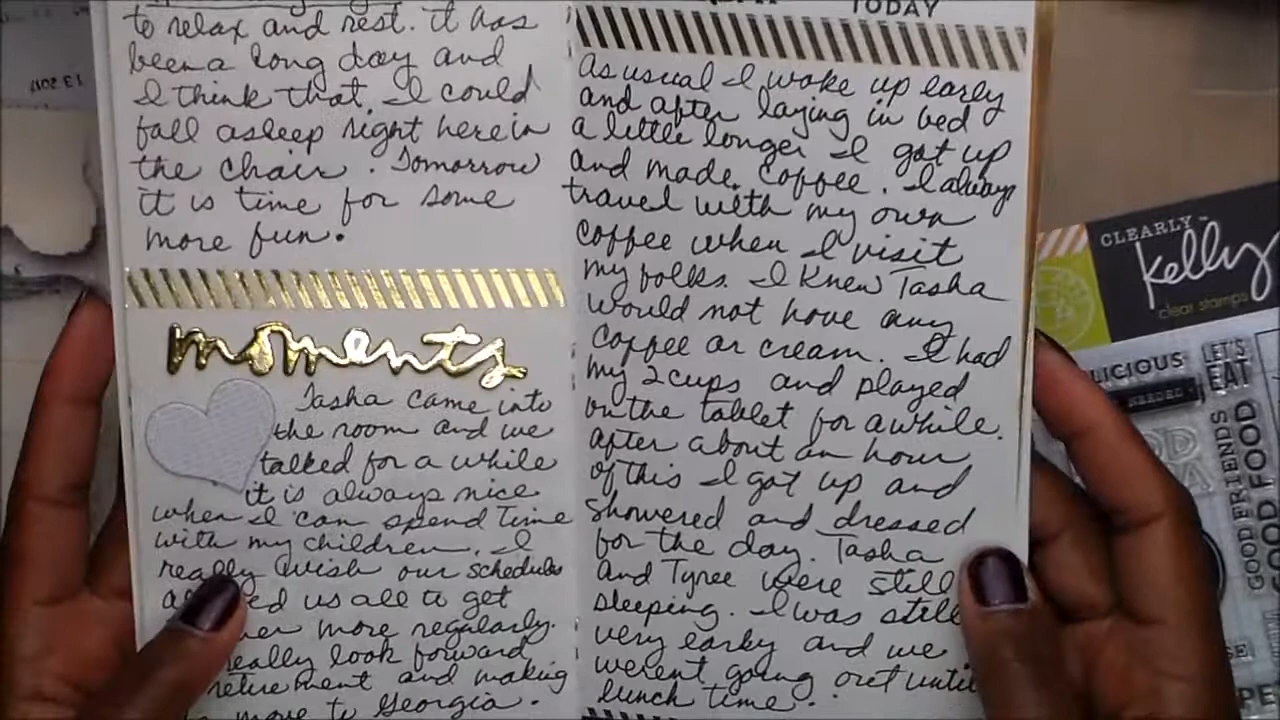 to relax and rest. it has
been a long day and
I think that I could
fall asleep right here in
the chair. Tomorrow
it is time for some
more fun.
moments
Tasha came into
the room and we
talked for a while
it is always nice
when I can spend time
with my children. I
really wish our schedules
us all to get
more regularly.
really look forward
retirement and making
move to Georgia.
TODAY
As usual I woke up early
and after laying in bed
a little longer I got up
and made coffee. I always
travel with my own
coffee when I visit
my folks. I knew Tasha
would not have any
coffee or cream. I had
my 2 cups and played
on the tablet for awhile.
after about an hour
of this I got up and
showered and dressed
for the day. Tasha
and Tyree were still
sleeping. I was still
very early and we
werent going out until
lunch time.
CLEARLY
kelly
clear stamps
LICIOUS
LET'S
EAT
NEEDED
GOOD FRIENDS
GOOD FOOD